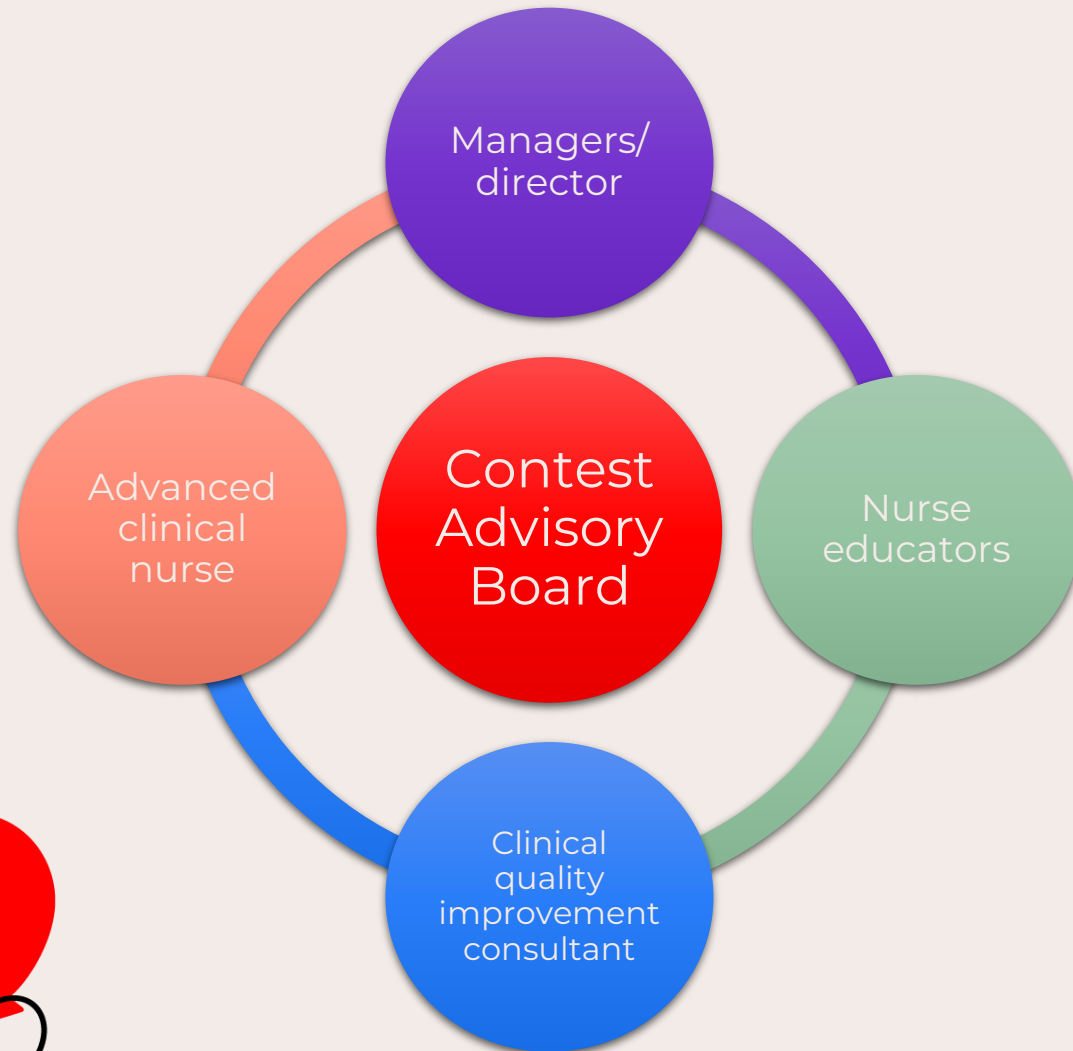 Managers/
director
Advanced
clinical
nurse
Contest
Advisory
Board
Nurse
educators
Clinical
quality
improvement
consultant